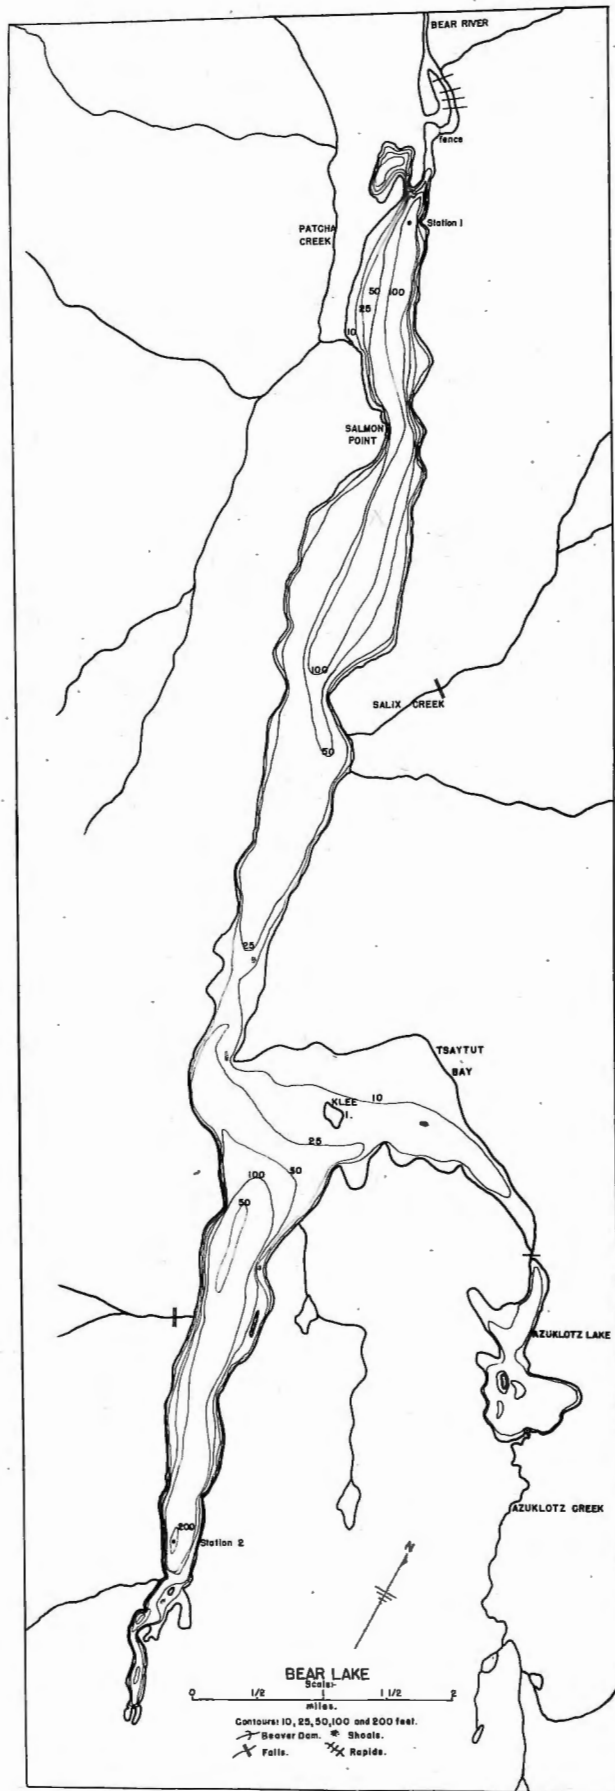 BEAR RIVER
fence
Station 1
PATCHA
CREEK
50
100
25
10
SALMON
POINT
100
SALIX CREEK
50
25
TSAYTUT
BAY
10
KLEE
I.
25
50
100
50
AZUKLOTZ LAKE
200
Station 2
AZUKLOTZ CREEK
N
BEAR LAKE
Scale:-
0 1/2 1 1 1/2 2
miles.
Contours: 10, 25, 50, 100 and 200 feet.
Beaver Dam. Shoals.
Falls. Rapids.